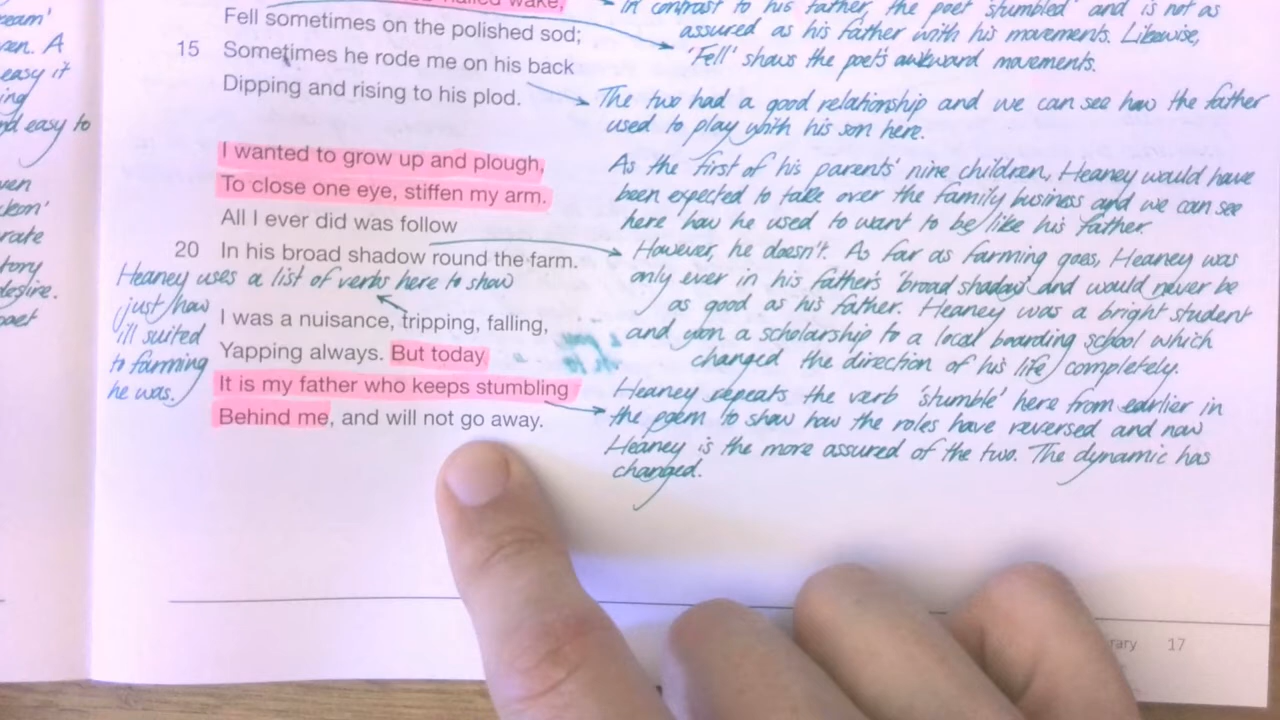 wake,
Fell sometimes on the polished sod;
15 Sometimes he rode me on his back
Dipping and rising to his plod.
I wanted to grow up and plough,
To close one eye, stiffen my arm.
All I ever did was follow
20 In his broad shadow round the farm.
Heaney uses a list of verbs here to show
just how
ill suited
to farming
he was.
I was a nuisance, tripping, falling,
Yapping always. But today
It is my father who keeps stumbling
Behind me, and will not go away.
In contrast to his father, the poet 'stumbled' and is not as
assured as his father with his movements. Likewise,
'Fell' shows the poet's awkward movements.
The two had a good relationship and we can see how the father
used to play with his son here.
As the first of his parents' nine children, Heaney would have
been expected to take over the family business and we can see
here how he used to want to be like his father.
However, he doesn't. As far as farming goes, Heaney was
only ever in his father's 'broad shadow' and would never be
as good as his father. Heaney was a bright student
and won a scholarship to a local boarding school which
changed the direction of his life completely.
Heaney repeats the verb 'stumble' here from earlier in
the poem to show how the roles have reversed and now
Heaney is the more assured of the two. The dynamic has
changed.
17